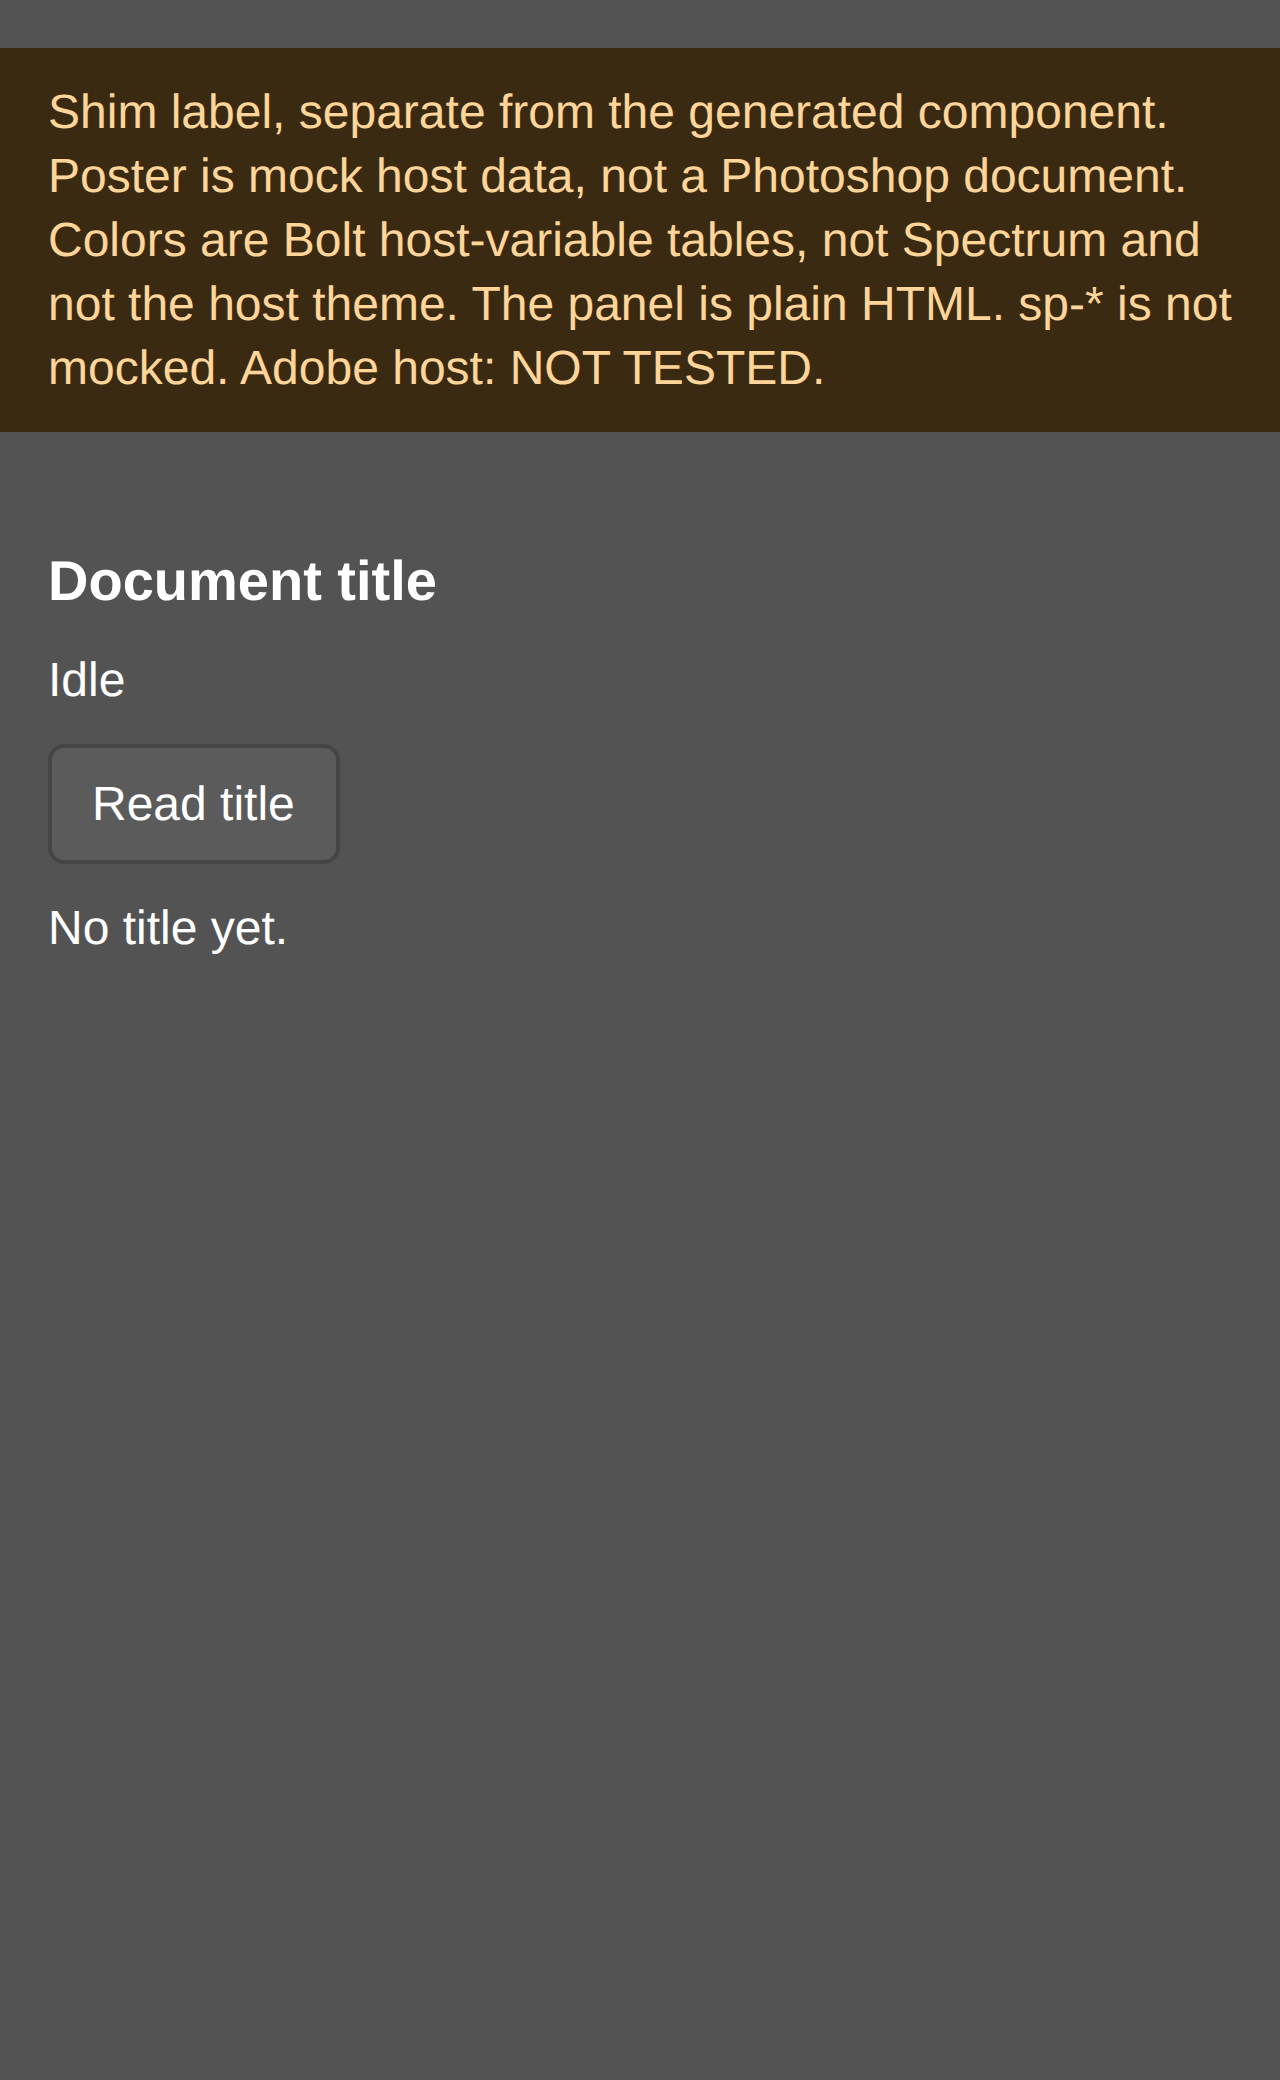 Shim label, separate from the generated component.
Poster is mock host data, not a Photoshop document.
Colors are Bolt host-variable tables, not Spectrum and
not the host theme. The panel is plain HTML. sp-* is not
mocked. Adobe host: NOT TESTED.
Document title
Idle
Read title
No title yet.